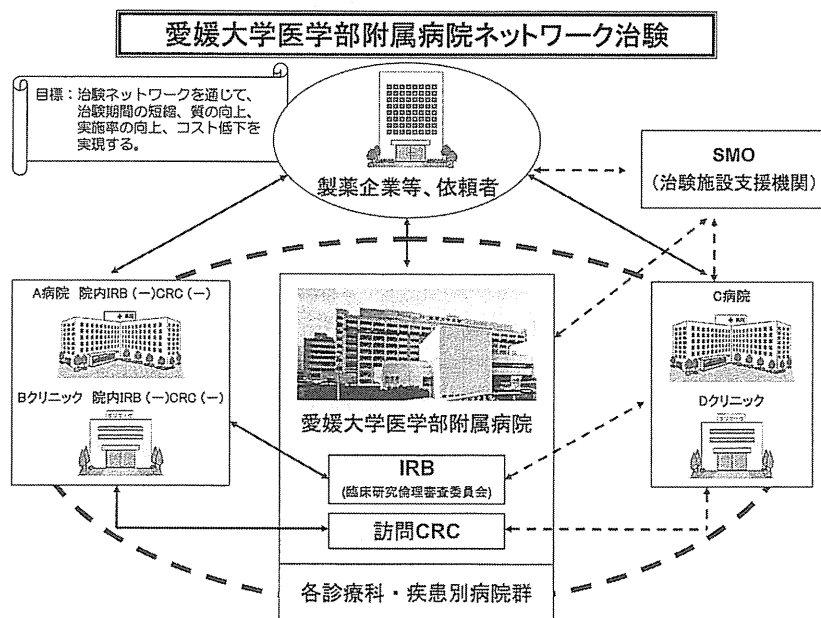 愛媛大学医学部附属病院ネットワーク治験
目標：治験ネットワークを通じて、
治験期間の短縮、質の向上、
実施率の向上、コスト低下を
実現する。
製薬企業等、依頼者
SMO
（治験施設支援機関）
A病院 院内IRB（ー）CRC（ー）
Bクリニック 院内IRB（ー）CRC（ー）
愛媛大学医学部附属病院
IRB
(臨床研究倫理審査委員会)
訪問CRC
各診療科・疾患別病院群
C病院
Dクリニック